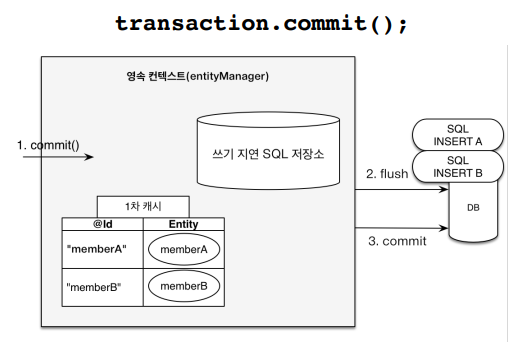 transaction.commit();
영속 컨텍스트(entityManager)
1. commit()
쓰기 지연 SQL 저장소
SQL
INSERT A
SQL
INSERT B
2. flush
DB
3. commit
1차 캐시
@Id Entity
"memberA" memberA
"memberB" memberB